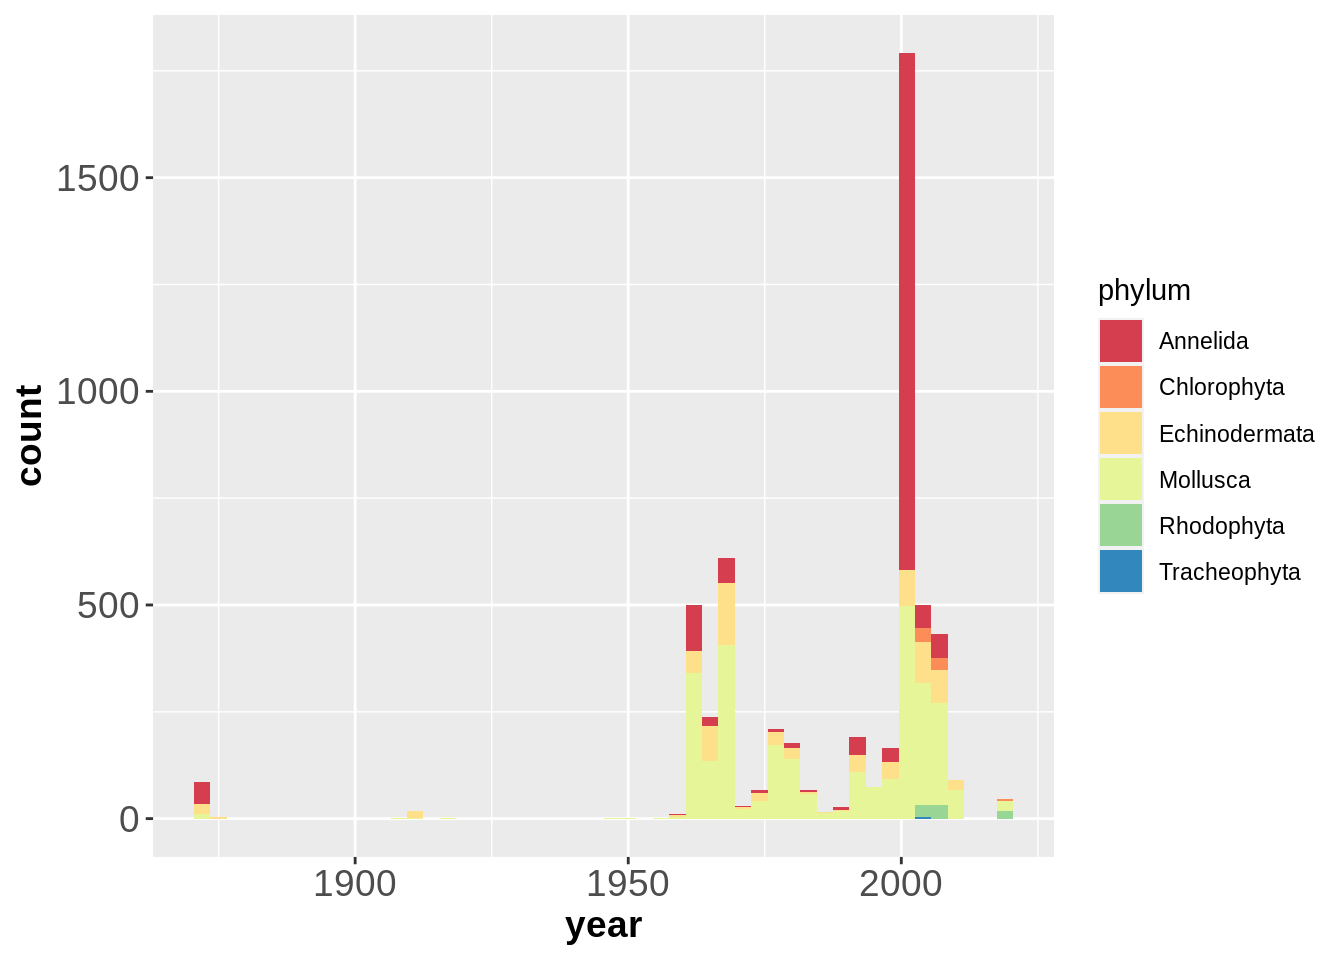 1500
1000
500
0
count
1900 1950 2000
year
phylum
Annelida
Chlorophyta
Echinodermata
Mollusca
Rhodophyta
Tracheophyta